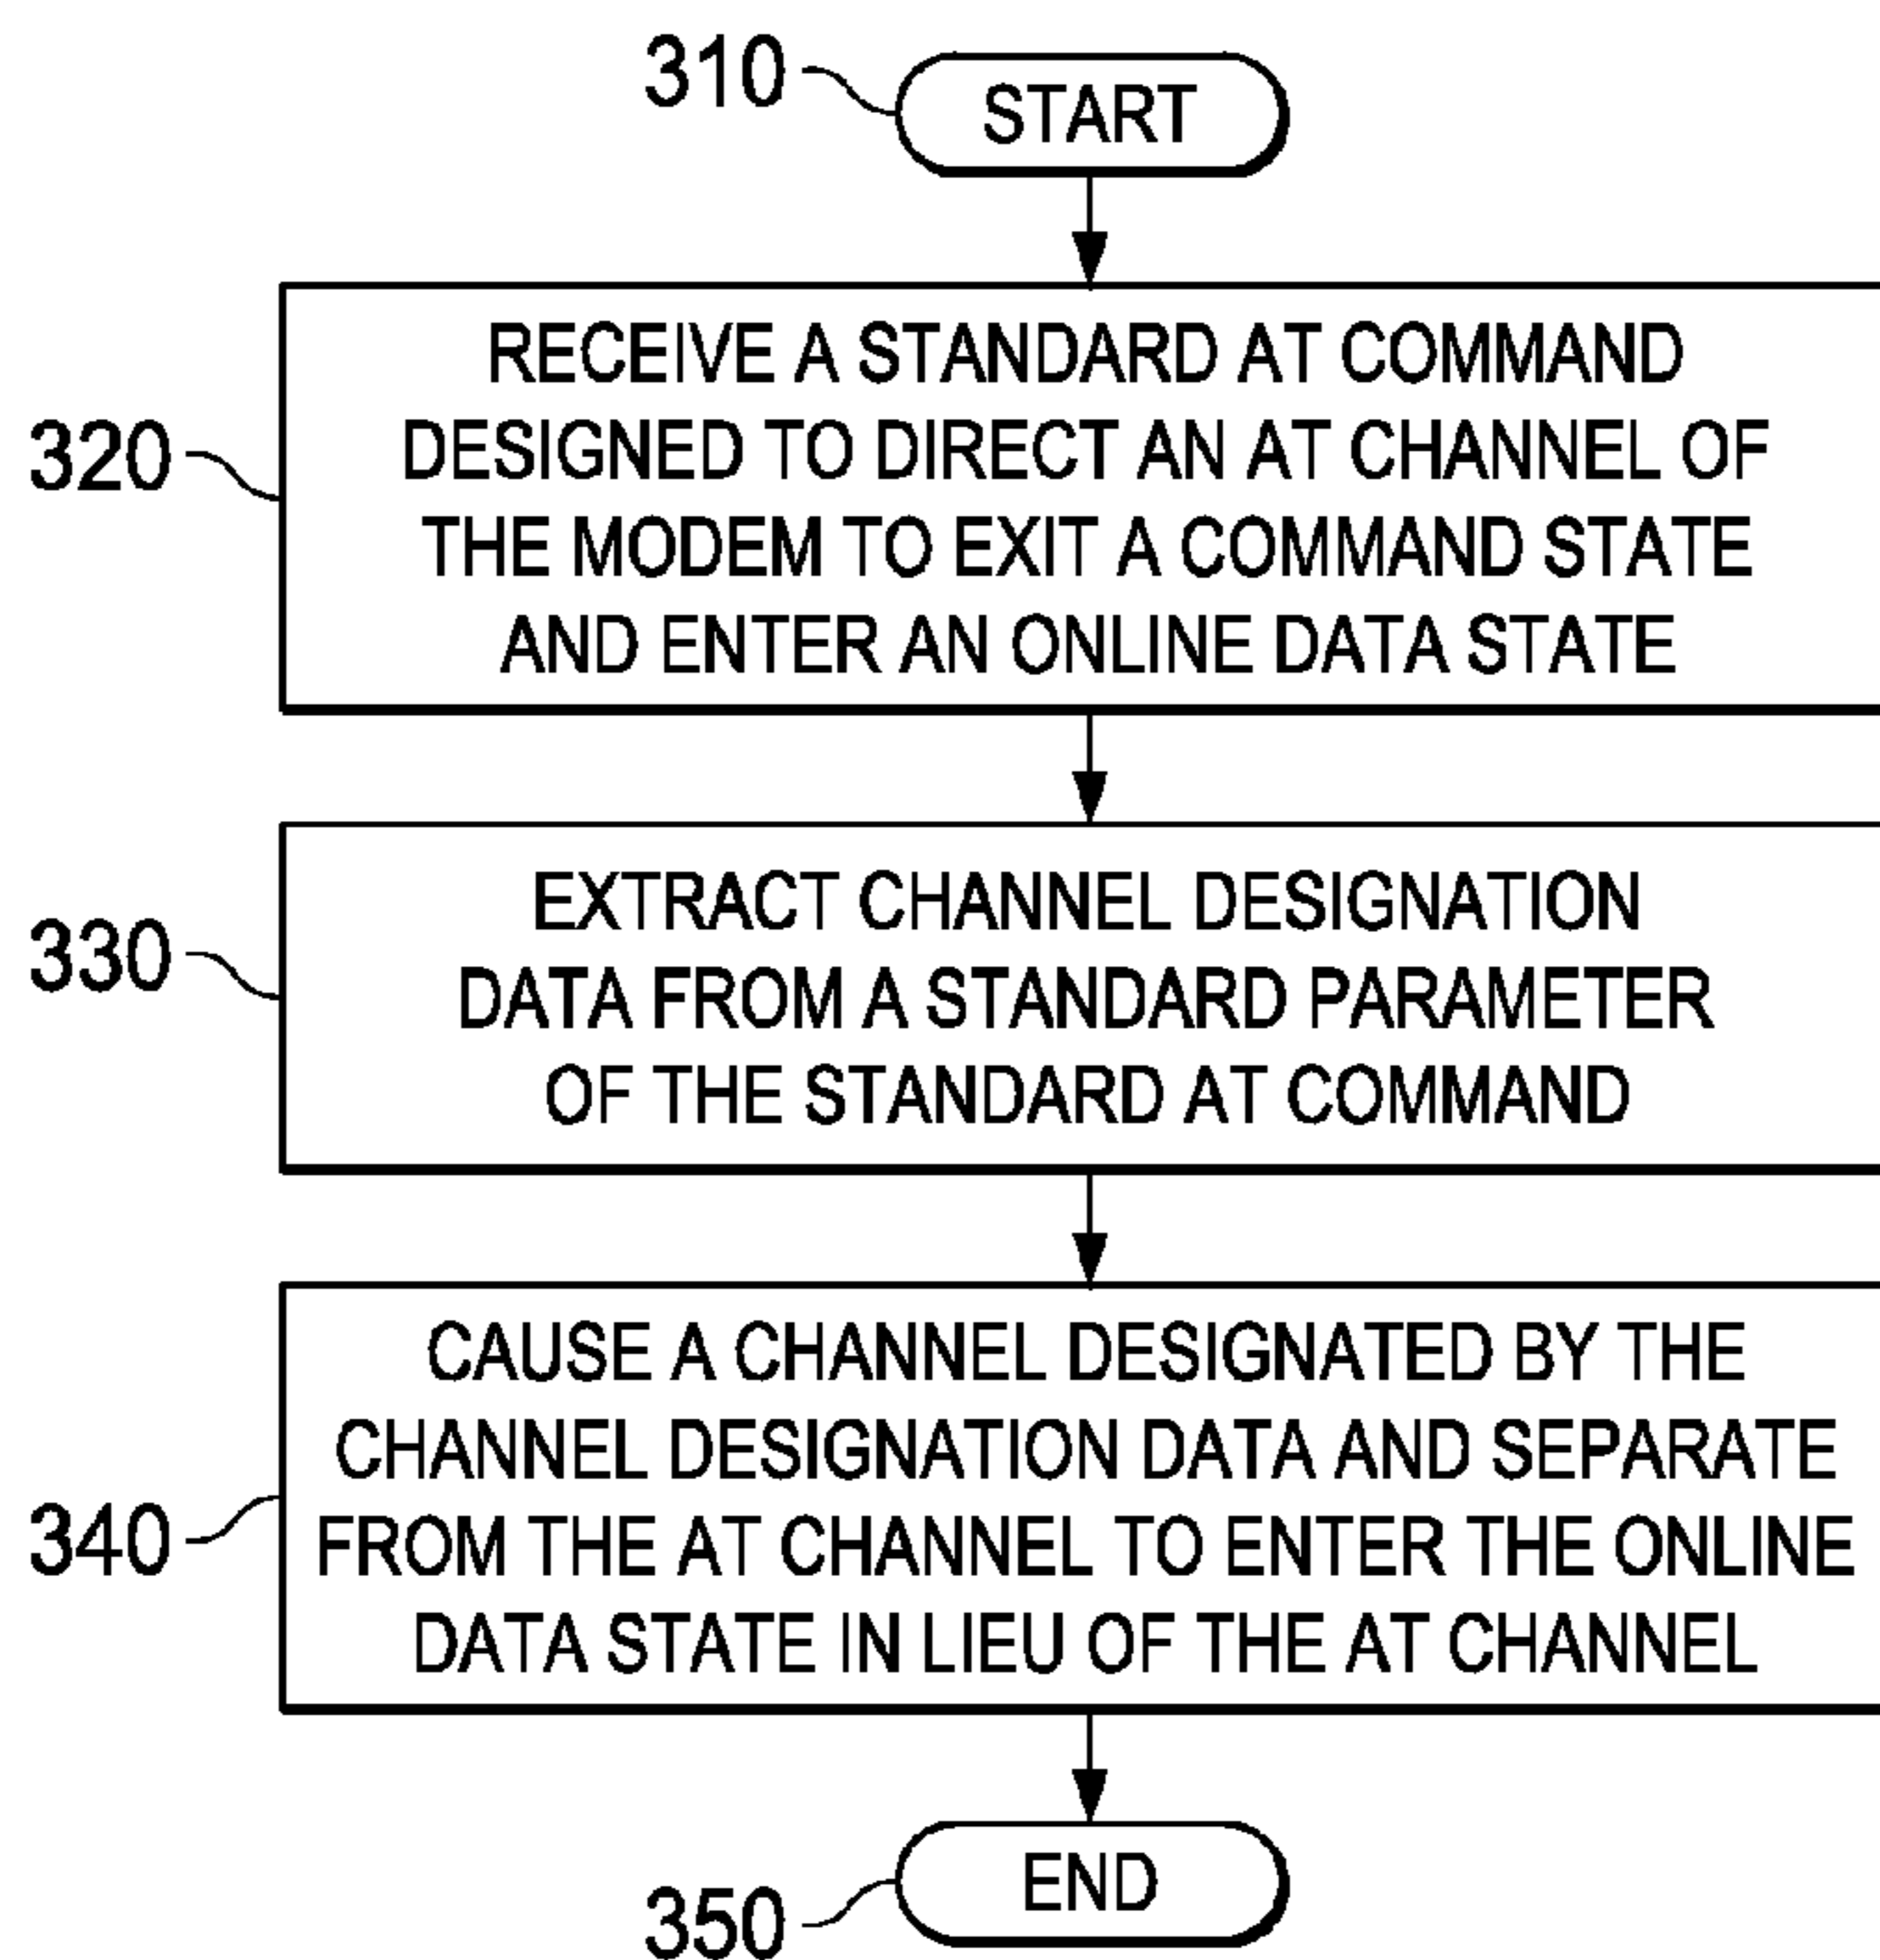 310
START
320
RECEIVE A STANDARD AT COMMAND
DESIGNED TO DIRECT AN AT CHANNEL OF
THE MODEM TO EXIT A COMMAND STATE
AND ENTER AN ONLINE DATA STATE
330
EXTRACT CHANNEL DESIGNATION
DATA FROM A STANDARD PARAMETER
OF THE STANDARD AT COMMAND
340
CAUSE A CHANNEL DESIGNATED BY THE
CHANNEL DESIGNATION DATA AND SEPARATE
FROM THE AT CHANNEL TO ENTER THE ONLINE
DATA STATE IN LIEU OF THE AT CHANNEL
350
END